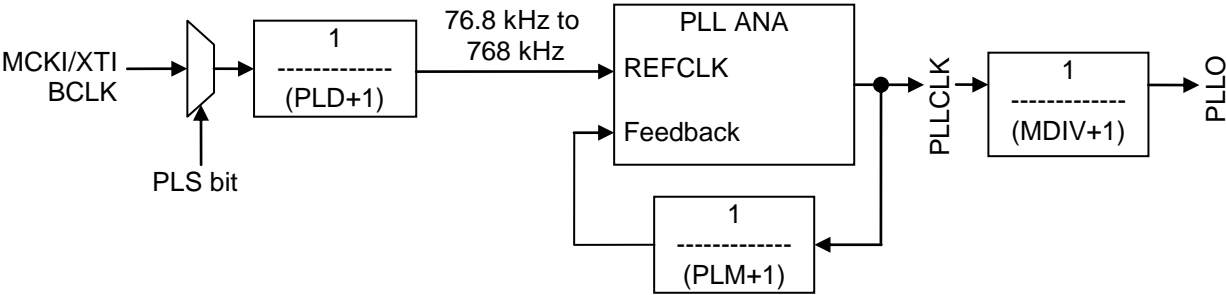 MCKI/XTI
BCLK
PLS bit
1
-------------
(PLD+1)
76.8 kHz to
768 kHz
PLL ANA
REFCLK
Feedback
1
-------------
(PLM+1)
PLLCLK
1
-------------
(MDIV+1)
PLLO